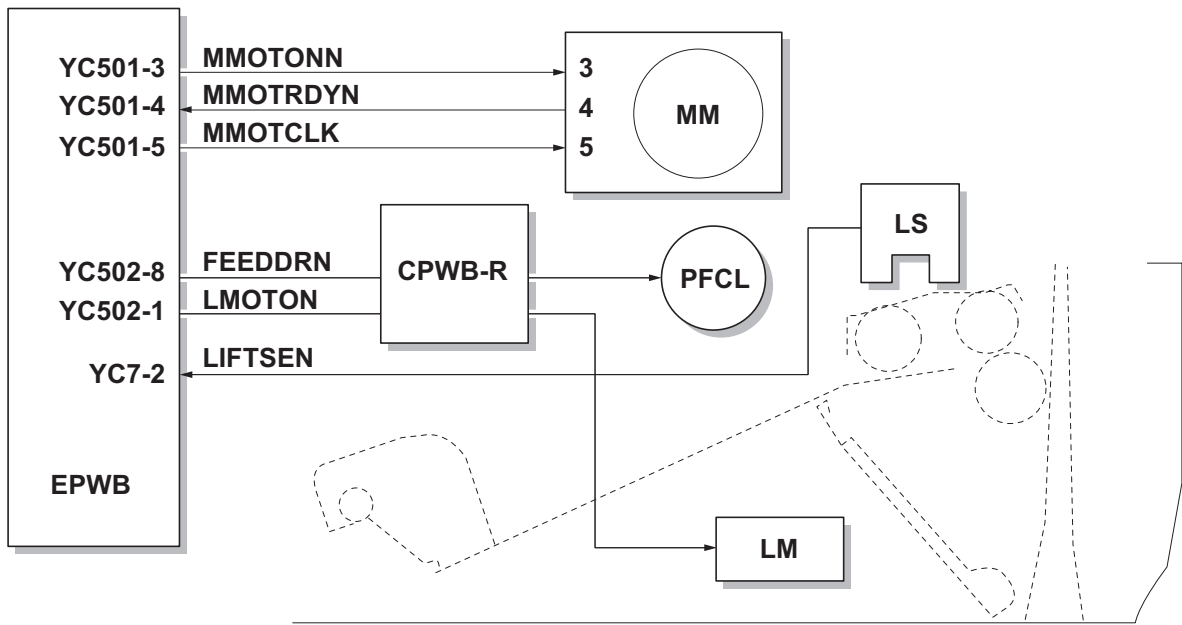 YC501-3 MMOTONN 3
YC501-4 MMOTRDYN 4
MM
YC501-5 MMOTCLK 5
LS
YC502-8 FEEDDRN
CPWB-R
PFCL
YC502-1 LMOTON
YC7-2 LIFTSEN
EPWB
LM